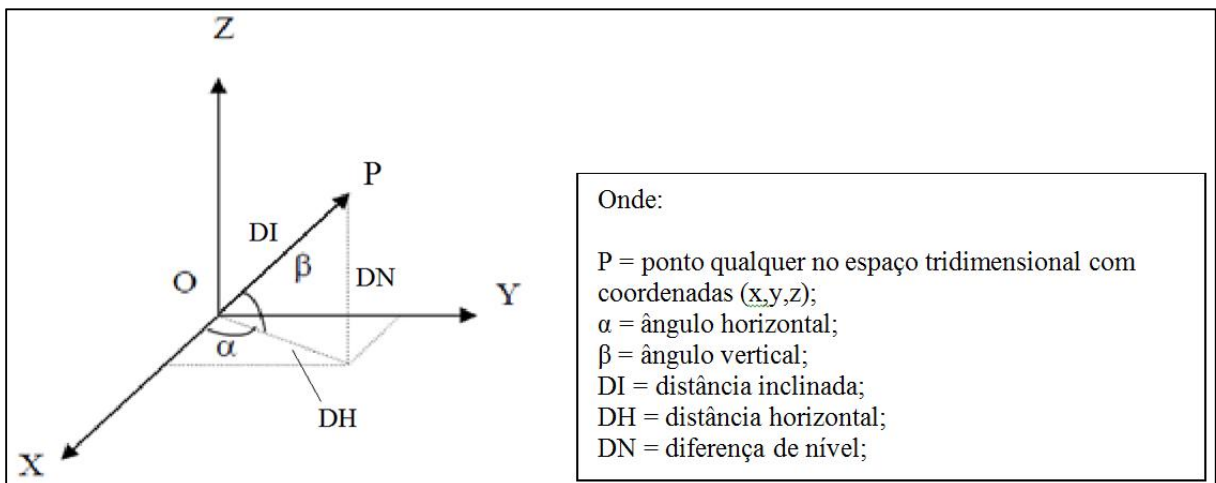 Z
P
DI
β
DN
O
Y
α
DH
X
Onde:
P = ponto qualquer no espaço tridimensional com
coordenadas (x,y,z);
α = ângulo horizontal;
β = ângulo vertical;
DI = distância inclinada;
DH = distância horizontal;
DN = diferença de nível;